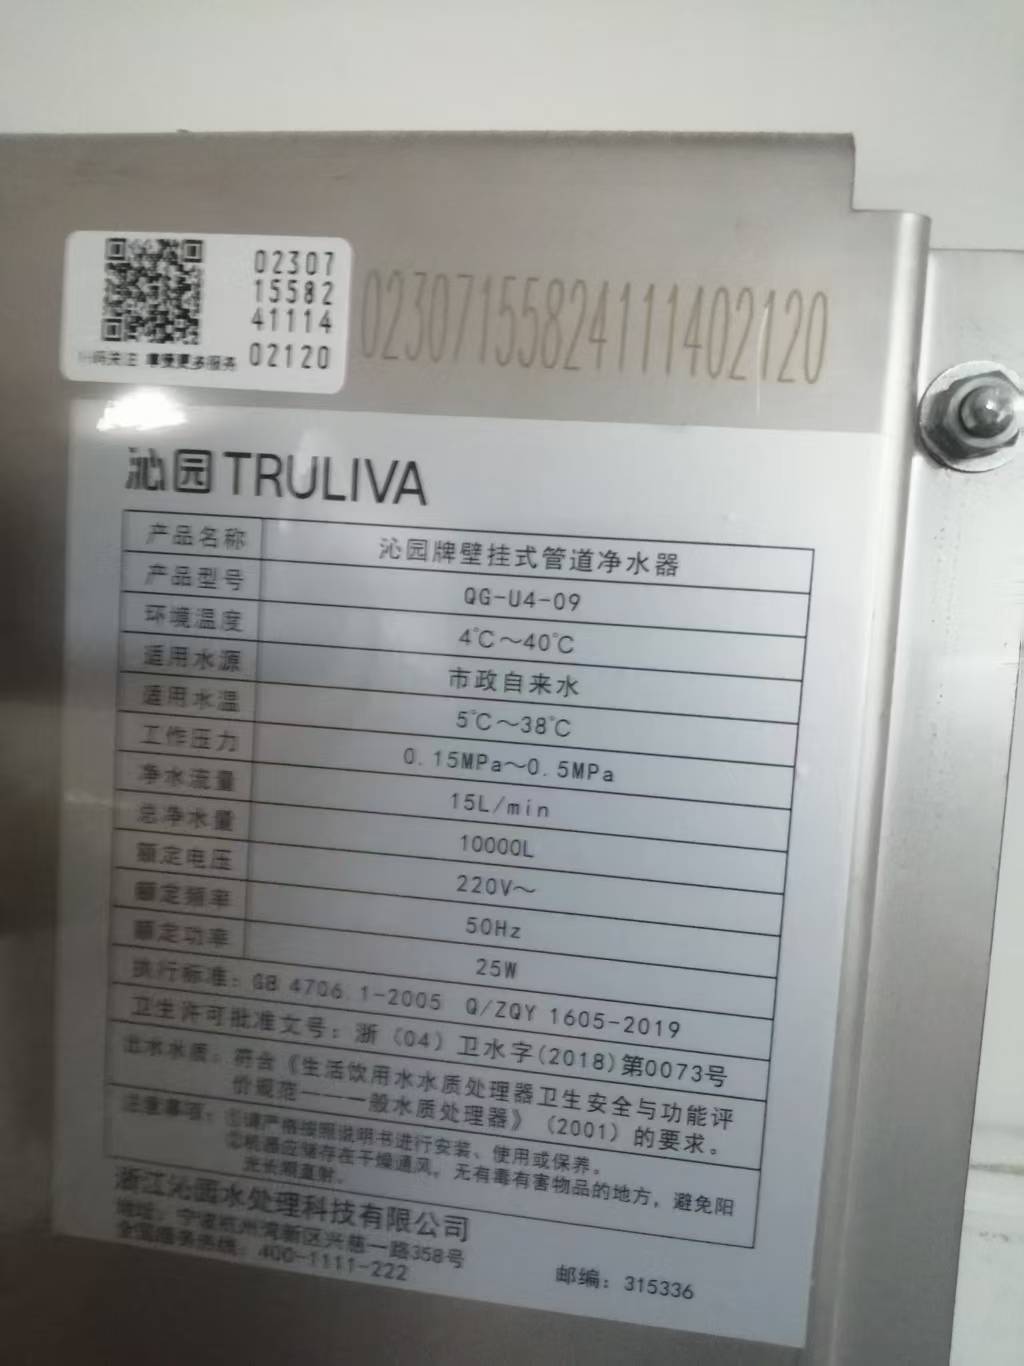 02307
15582
41114
02120
扫码关注 尊享更多服务
02307155824111402120
沁园TRULIVA
产品名称 沁园牌壁挂式管道净水器
产品型号 QG-U4-09
环境温度 4℃~40℃
适用水源 市政自来水
适用水温 5℃~38℃
工作压力 0.15MPa~0.5MPa
净水流量 15L/min
总净水量 10000L
额定电压 220V~
额定频率 50Hz
额定功率 25W
执行标准：GB 4706.1-2005 Q/ZQY 1605-2019
卫生许可批准文号：浙（04）卫水字(2018)第0073号
出水水质：符合《生活饮用水水质处理器卫生安全与功能评
价规范———一般水质处理器》（2001）的要求。
注意事项：①请严格按照说明书进行安装、使用或保养。
②机器应储存在干燥通风，无有毒有害物品的地方，避免阳
光长期直射。
浙江沁园水处理科技有限公司
地址：宁波杭州湾新区兴慈一路358号
全国服务热线：400-1111-222 邮编：315336